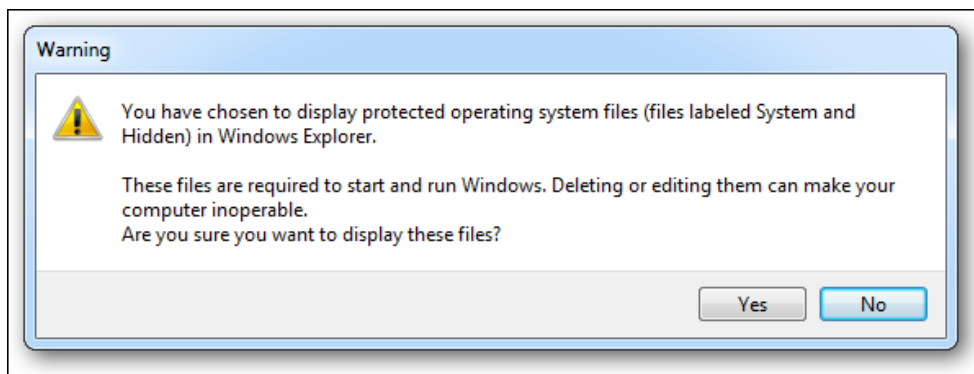 Warning
You have chosen to display protected operating system files (files labeled System and
Hidden) in Windows Explorer.
These files are required to start and run Windows. Deleting or editing them can make your
computer inoperable.
Are you sure you want to display these files?
Yes
No